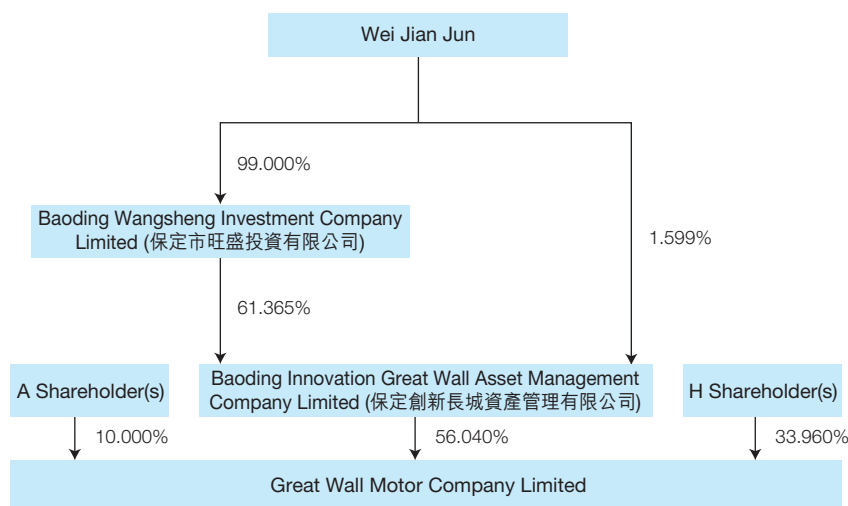 Wei Jian Jun
99.000%
Baoding Wangsheng Investment Company
Limited (保定市旺盛投資有限公司)
1.599%
61.365%
A Shareholder(s)
Baoding Innovation Great Wall Asset Management
Company Limited (保定創新長城資產管理有限公司)
H Shareholder(s)
10.000%
56.040%
33.960%
Great Wall Motor Company Limited